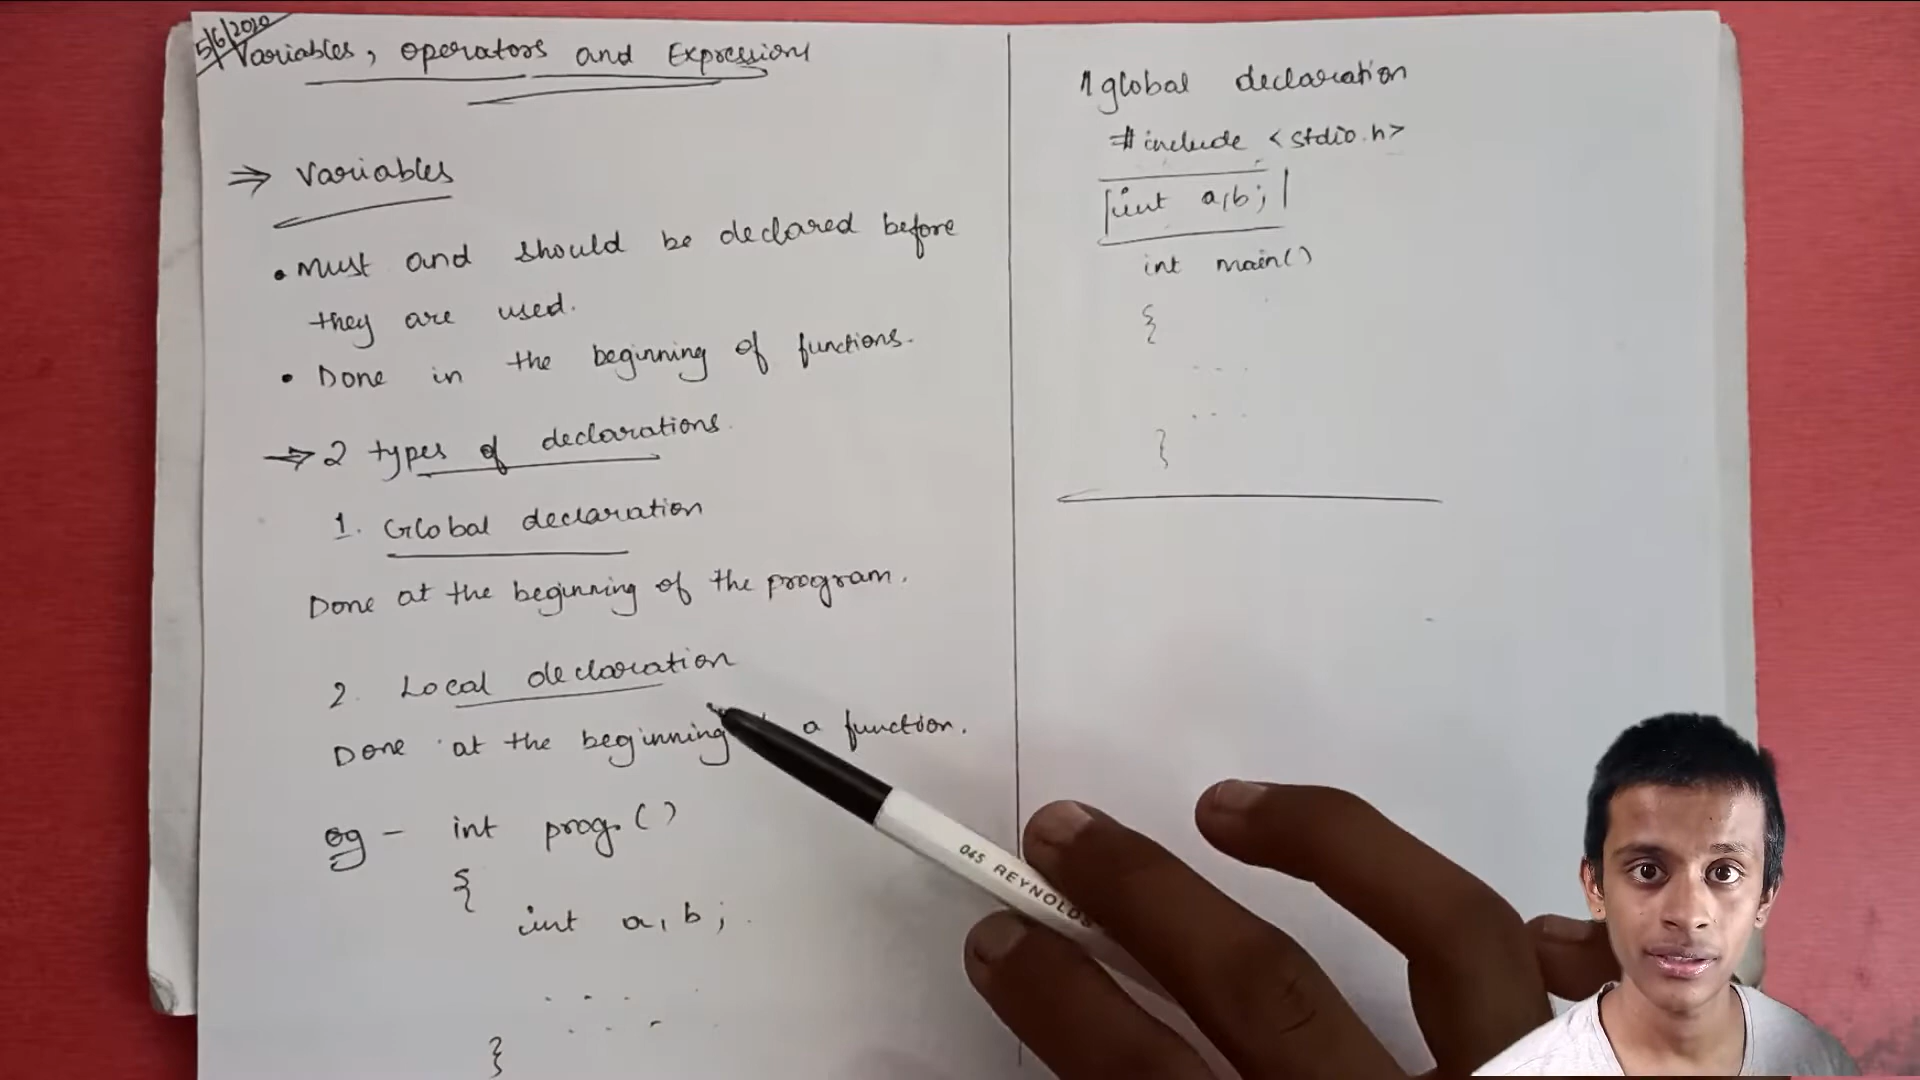 5/6/2020
Variables, operators and Expressions
⇒ Variables
• Must and should be declared before
they are used.
• Done in the beginning of functions.
⇒ 2 types of declarations.
1. Global declaration
Done at the beginning of the program.
2. Local declaration
Done at the beginning a function.
eg - int prog()
{
int a, b;
. . .
. . .
}
1 global declaration
#include <stdio.h>
int a, b;
int main()
{
. . . .
. . .
}
045 REYNOLDS